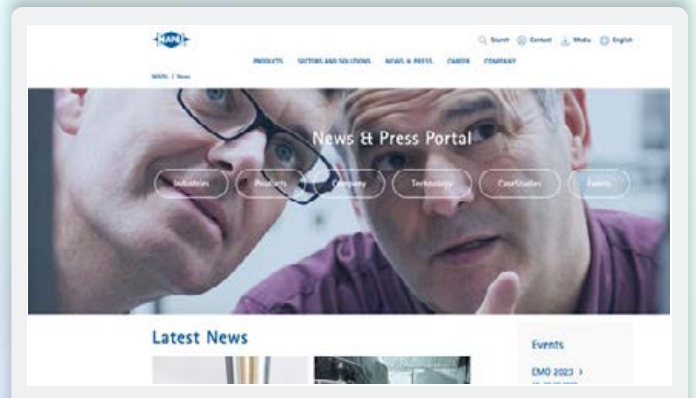 Search Contact Media English
PRODUCTS SECTORS AND SOLUTIONS NEWS & PRESS CAREER COMPANY
News
News & Press Portal
Industries Products Company Technology CaseStudies Events
Latest News
Events
EMO 2023 >